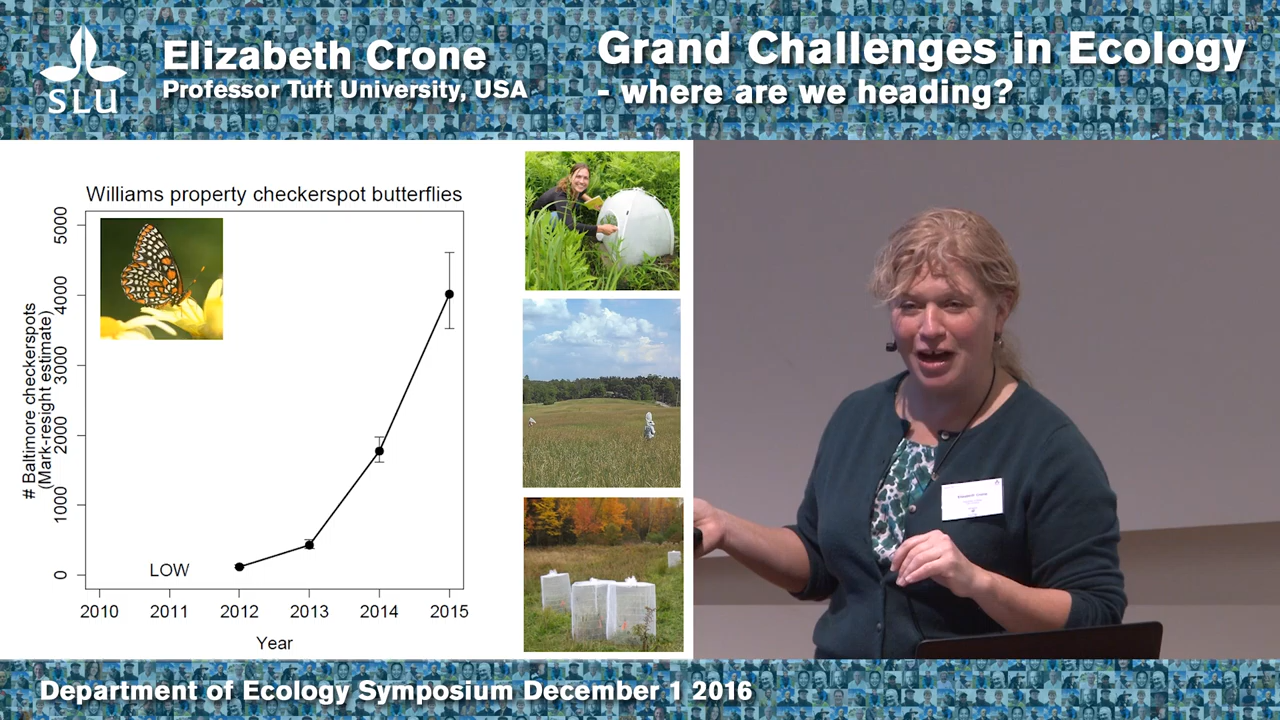 SLU
Elizabeth Crone
Professor Tuft University, USA
Grand Challenges in Ecology
- where are we heading?
Williams property checkerspot butterflies
# Baltimore checkerspots
(Mark-resight estimate)
5000
4000
3000
2000
1000
0
LOW
2010 2011 2012 2013 2014 2015
Year
Elizabeth Crone
Department of Ecology Symposium December 1 2016